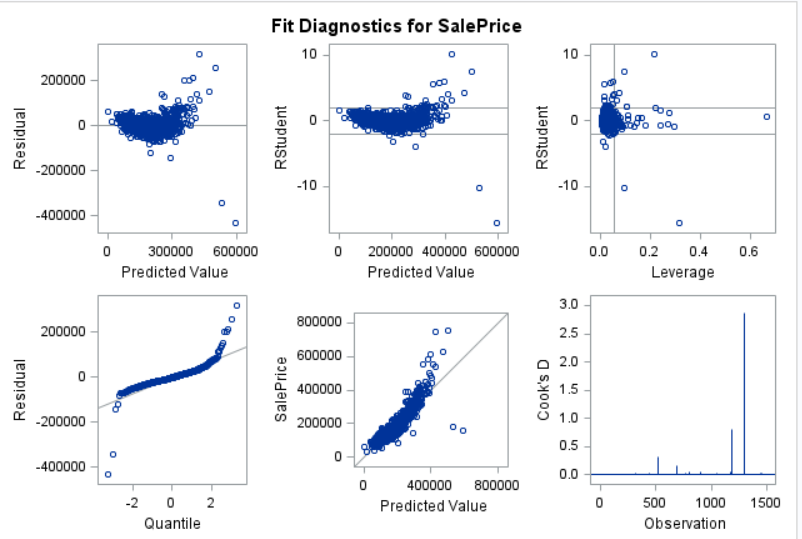 Fit Diagnostics for SalePrice
200000
0
-200000
-400000
Residual
0 300000 600000
Predicted Value
10
0
-10
RStudent
0 200000 400000 600000
Predicted Value
10
0
-10
RStudent
0.0 0.2 0.4 0.6
Leverage
200000
0
-200000
-400000
Residual
-2 0 2
Quantile
800000
600000
400000
200000
0
SalePrice
0 400000 800000
Predicted Value
3.0
2.5
2.0
1.5
1.0
0.5
0.0
Cook's D
0 500 1000 1500
Observation